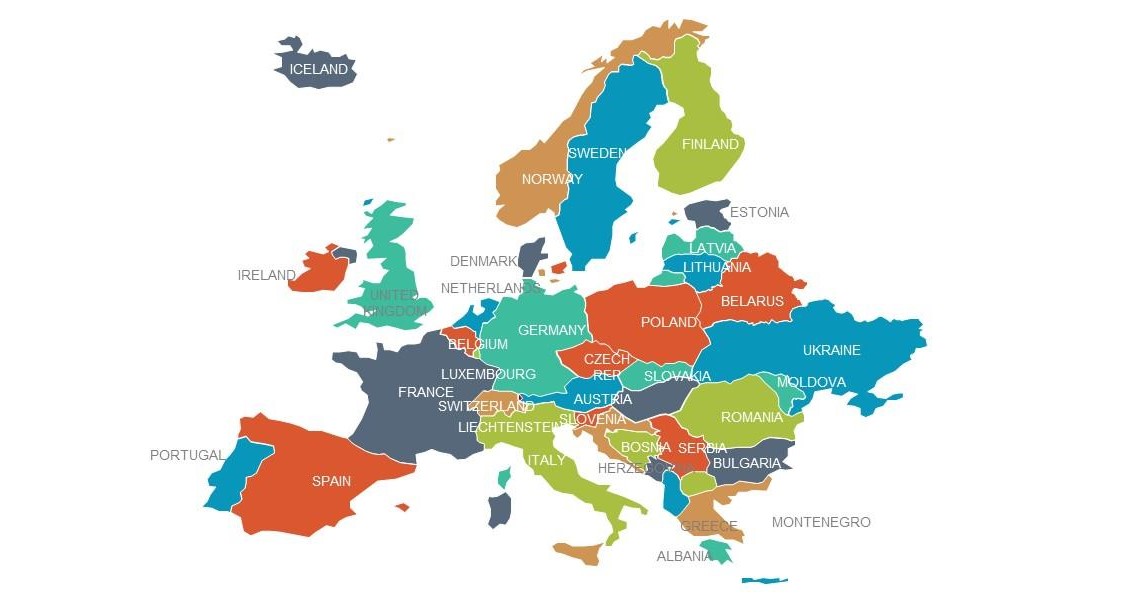 ICELAND
FINLAND
SWEDEN
NORWAY
ESTONIA
LATVIA
DENMARK
LITHUANIA
IRELAND
NETHERLANDS
UNITED
KINGDOM
BELARUS
POLAND
GERMANY
BELGIUM
UKRAINE
CZECH
REP
LUXEMBOURG
SLOVAKIA
MOLDOVA
FRANCE
AUSTRIA
SWITZERLAND
ROMANIA
SLOVENIA
LIECHTENSTEIN
BOSNIA
SERBIA
PORTUGAL
ITALY
BULGARIA
HERZEGOVINA
SPAIN
MONTENEGRO
GREECE
ALBANIA